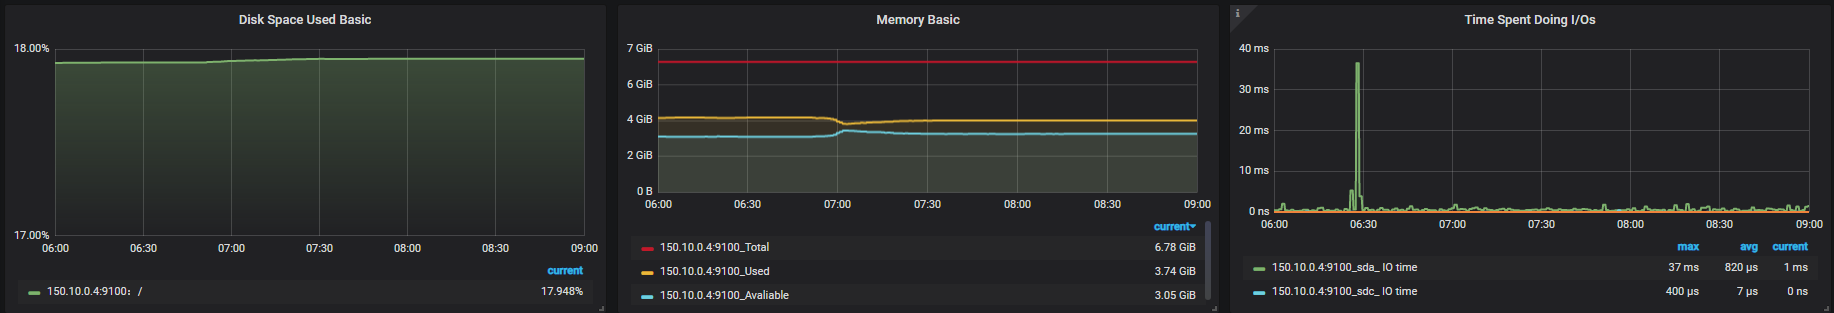 Disk Space Used Basic
18.00%
17.00%
06:00 06:30 07:00 07:30 08:00 08:30 09:00
current
150.10.0.4:9100: / 17.948%
Memory Basic
7 GiB
6 GiB
4 GiB
2 GiB
0 B
06:00 06:30 07:00 07:30 08:00 08:30 09:00
current
150.10.0.4:9100_Total 6.78 GiB
150.10.0.4:9100_Used 3.74 GiB
150.10.0.4:9100_Avaliable 3.05 GiB
i
Time Spent Doing I/Os
40 ms
30 ms
20 ms
10 ms
0 ns
06:00 06:30 07:00 07:30 08:00 08:30 09:00
max avg current
150.10.0.4:9100_sda_ IO time 37 ms 820 µs 1 ms
150.10.0.4:9100_sdc_ IO time 400 µs 7 µs 0 ns